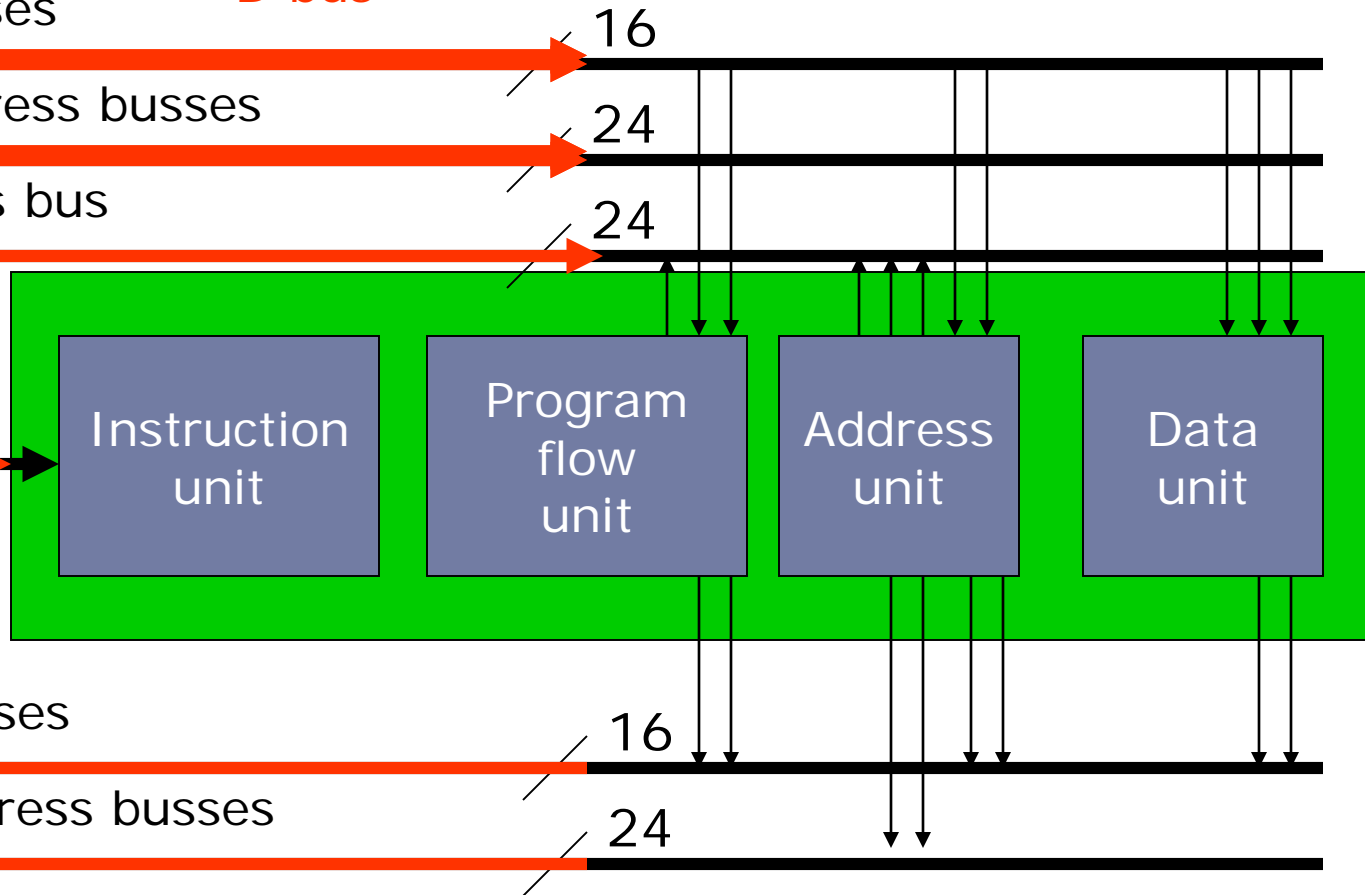 16
ress busses
24
s bus
24
Instruction
unit
Program
flow
unit
Address
unit
Data
unit
ses
16
ress busses
24